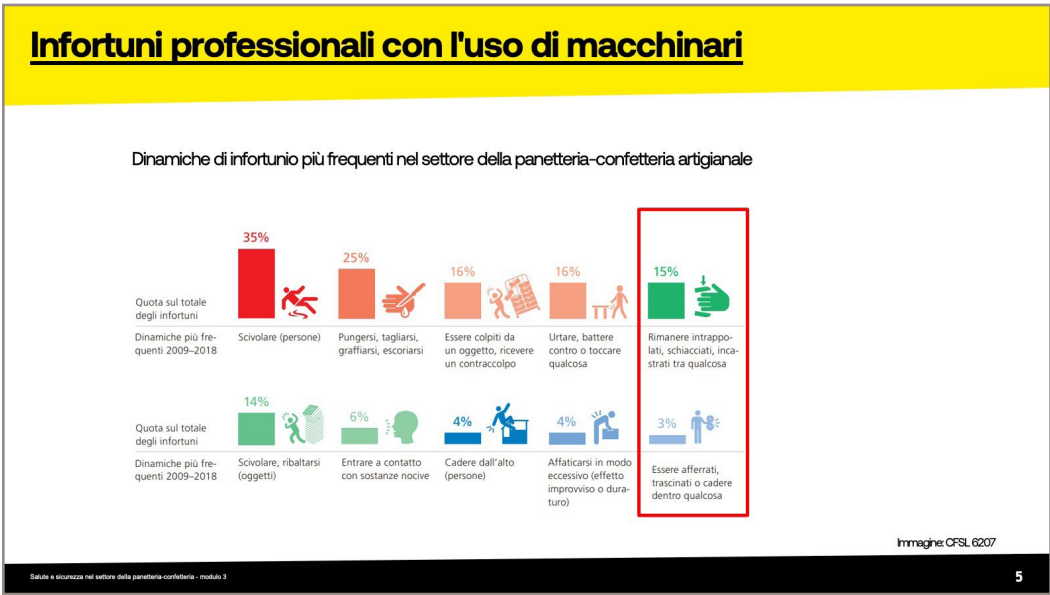 Infortuni professionali con l'uso di macchinari
Dinamiche di infortunio più frequenti nel settore della panetteria-confetteria artigianale
35%
25%
16%
16%
15%
Quota sul totale
degli infortuni
Dinamiche più fre-
quenti 2009–2018
Scivolare (persone)
Pungersi, tagliarsi,
graffiarsi, escoriarsi
Essere colpiti da
un oggetto, ricevere
un contraccolpo
Urtare, battere
contro o toccare
qualcosa
Rimanere intrappo-
lati, schiacciati, inca-
strati tra qualcosa
14%
6%
4%
4%
3%
Quota sul totale
degli infortuni
Dinamiche più fre-
quenti 2009–2018
Scivolare, ribaltarsi
(oggetti)
Entrare a contatto
con sostanze nocive
Cadere dall'alto
(persone)
Affaticarsi in modo
eccessivo (effetto
improvviso o dura-
turo)
Essere afferrati,
trascinati o cadere
dentro qualcosa
Immagine: CFSL 6207
Salute e sicurezza nel settore della panetteria-confetteria - modulo 3
5